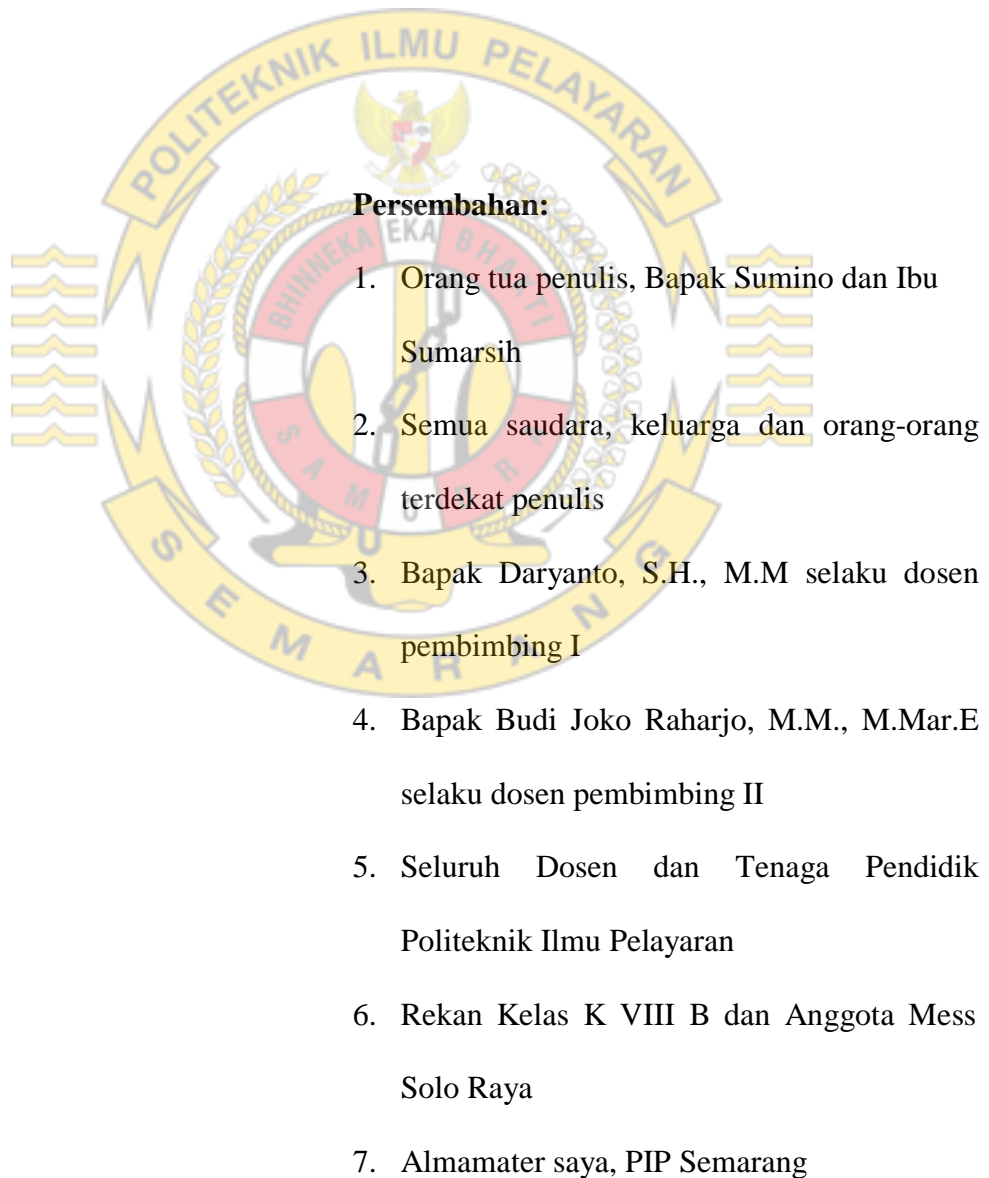 POLITEKNIK ILMU PELAYARAN
Persembahan:
BHINNEKA EKA BHAKTI
1. Orang tua penulis, Bapak Sumino dan Ibu
Sumarsih
2. Semua saudara, keluarga dan orang-orang
terdekat penulis
SAMUDRA
3. Bapak Daryanto, S.H., M.M selaku dosen
pembimbing I
SEMARANG
4. Bapak Budi Joko Raharjo, M.M., M.Mar.E
selaku dosen pembimbing II
5. Seluruh Dosen dan Tenaga Pendidik
Politeknik Ilmu Pelayaran
6. Rekan Kelas K VIII B dan Anggota Mess
Solo Raya
7. Almamater saya, PIP Semarang